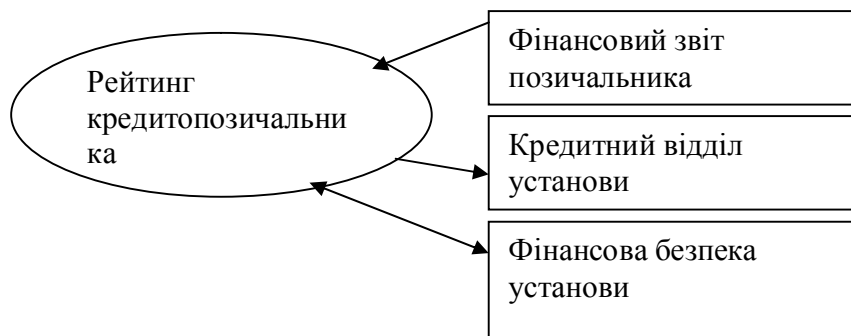 Рейтинг
кредитопозичальни
ка
Фінансовий звіт
позичальника
Кредитний відділ
установи
Фінансова безпека
установи